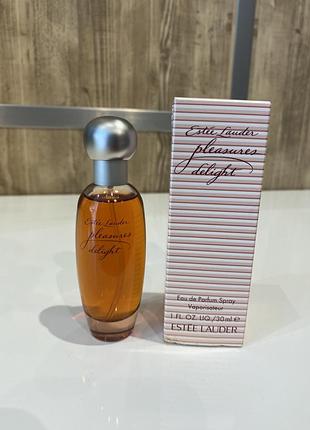 Estée Lauder
pleasures
delight
Estée Lauder
pleasures
delight
Eau de Parfum Spray
Vaporisateur
1 FL.OZ.LIQ./30 ml e
ESTĒE LAUDER